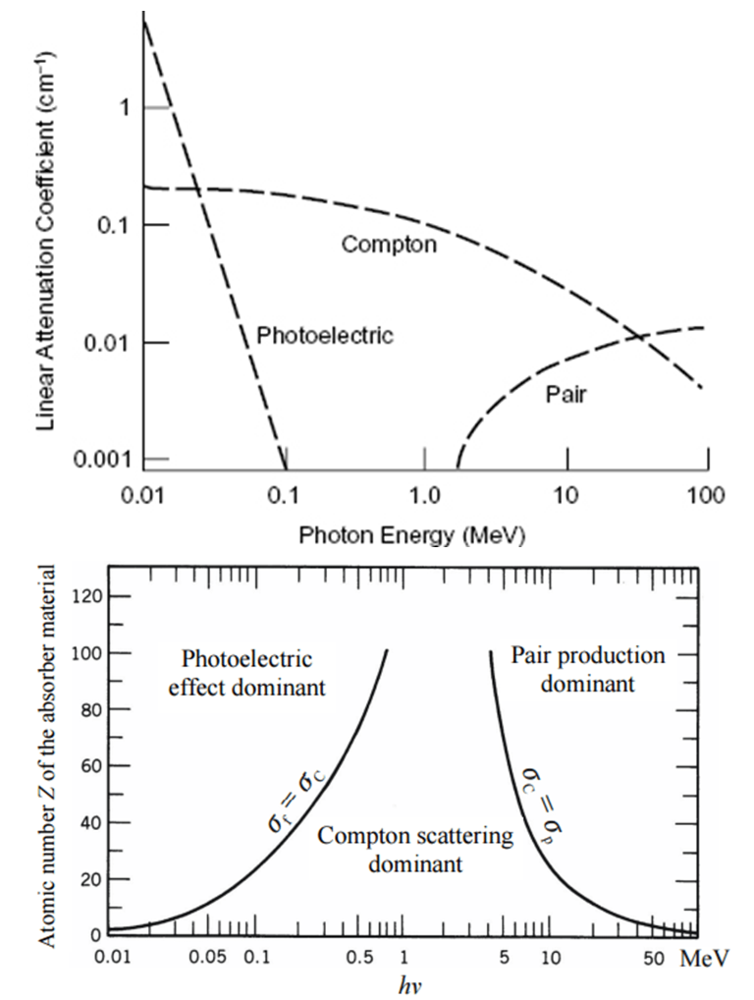 Linear Attenuation Coefficient (cm⁻¹)
1
0.1
0.01
0.001
Compton
Photoelectric
Pair
0.01 0.1 1.0 10 100
Photon Energy (MeV)
Atomic number Z of the absorber material
120
100
80
60
40
20
0
Photoelectric
effect dominant
Pair production
dominant
σf = σC
σC = σp
Compton scattering
dominant
0.01 0.05 0.1 0.5 1 5 10 50 MeV
hν